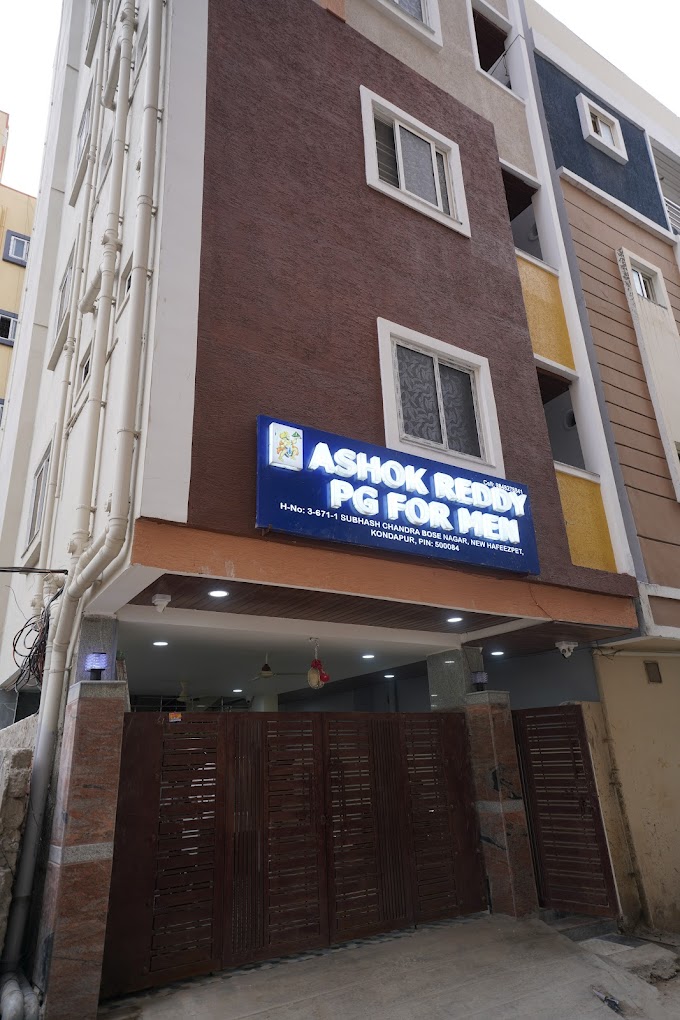 ASHOK REDDY
PG FOR MEN
H-No: 3-671-1 SUBHASH CHANDRA BOSE NAGAR, NEW HAFEEZPET,
KONDAPUR, PIN: 500084